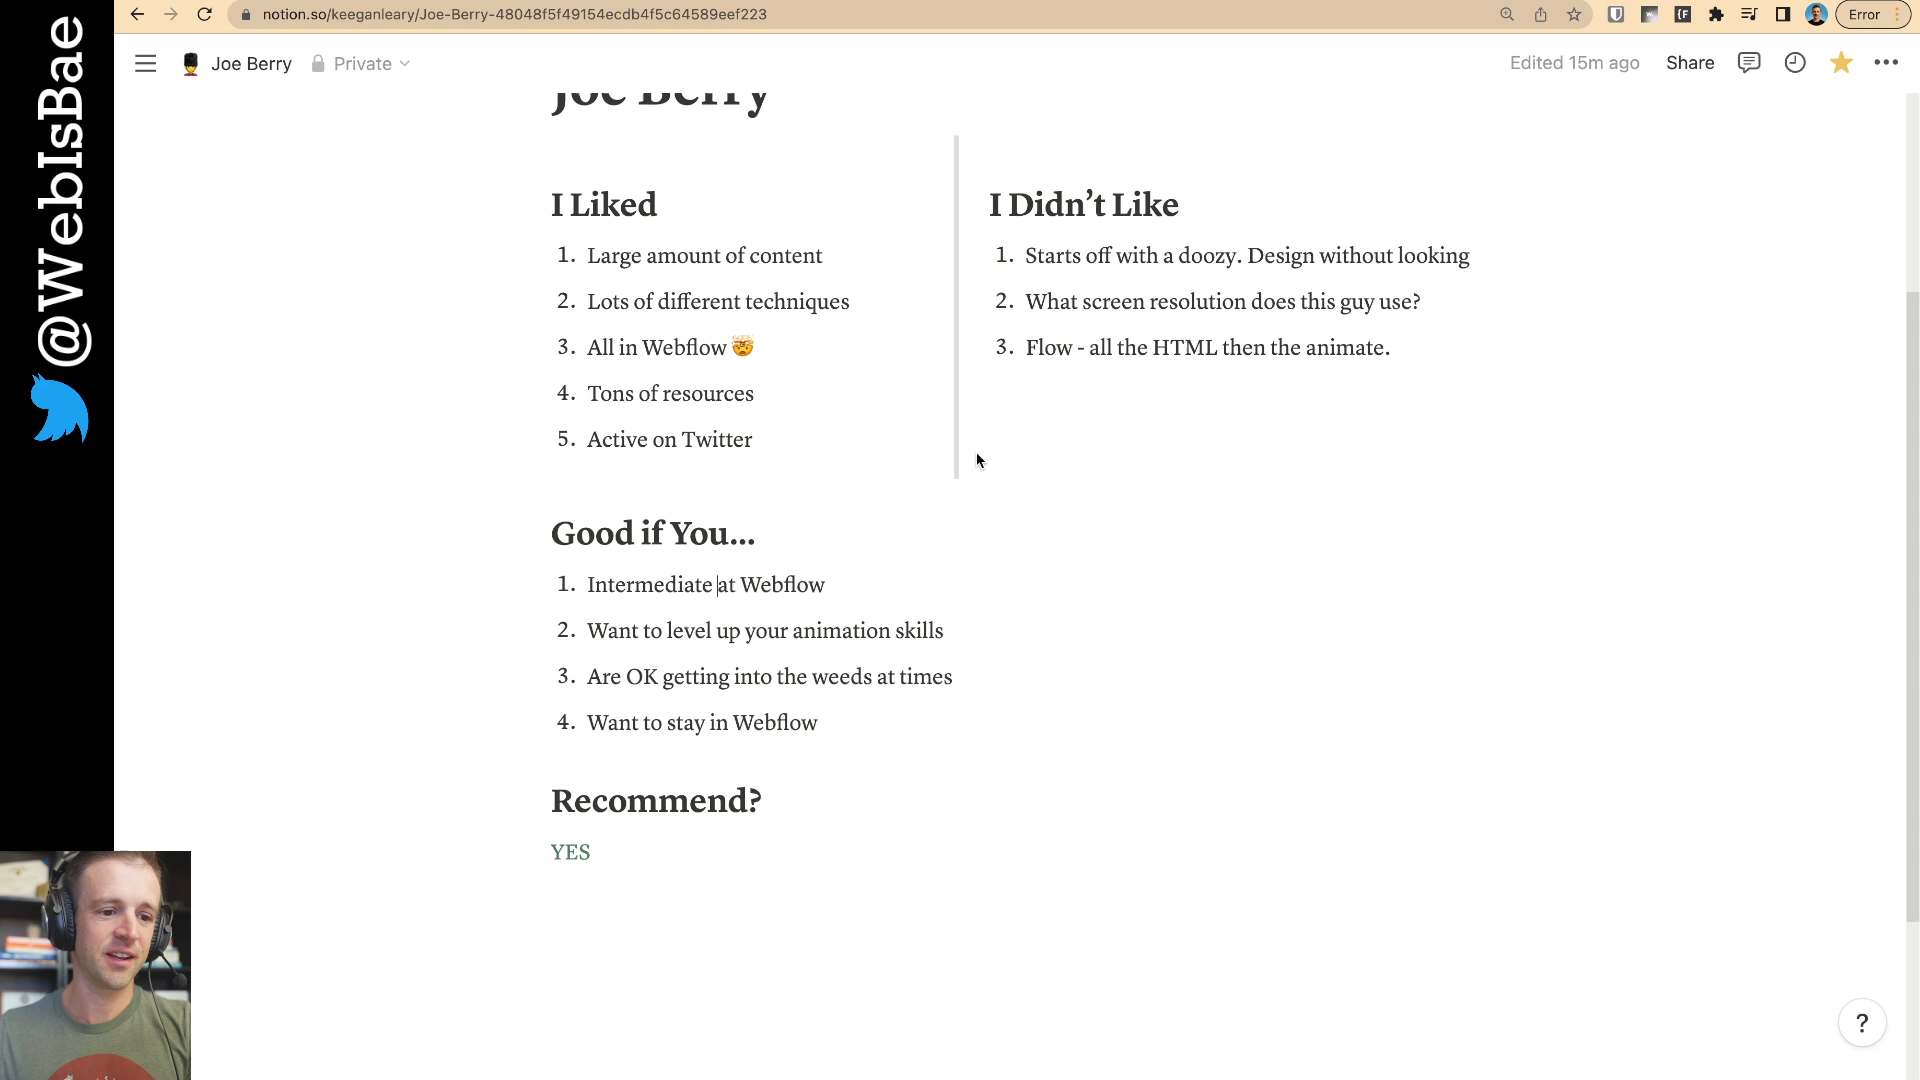 notion.so/keeganleary/Joe-Berry-48048f5f49154ecdb4f5c64589eef223
Error
Joe Berry
Private
Edited 15m ago
Share
@WebIsBae
Joe Berry
I Liked
1. Large amount of content
2. Lots of different techniques
3. All in Webflow 🤯
4. Tons of resources
5. Active on Twitter
I Didn’t Like
1. Starts off with a doozy. Design without looking
2. What screen resolution does this guy use?
3. Flow - all the HTML then the animate.
Good if You...
1. Intermediate at Webflow
2. Want to level up your animation skills
3. Are OK getting into the weeds at times
4. Want to stay in Webflow
Recommend?
YES
?